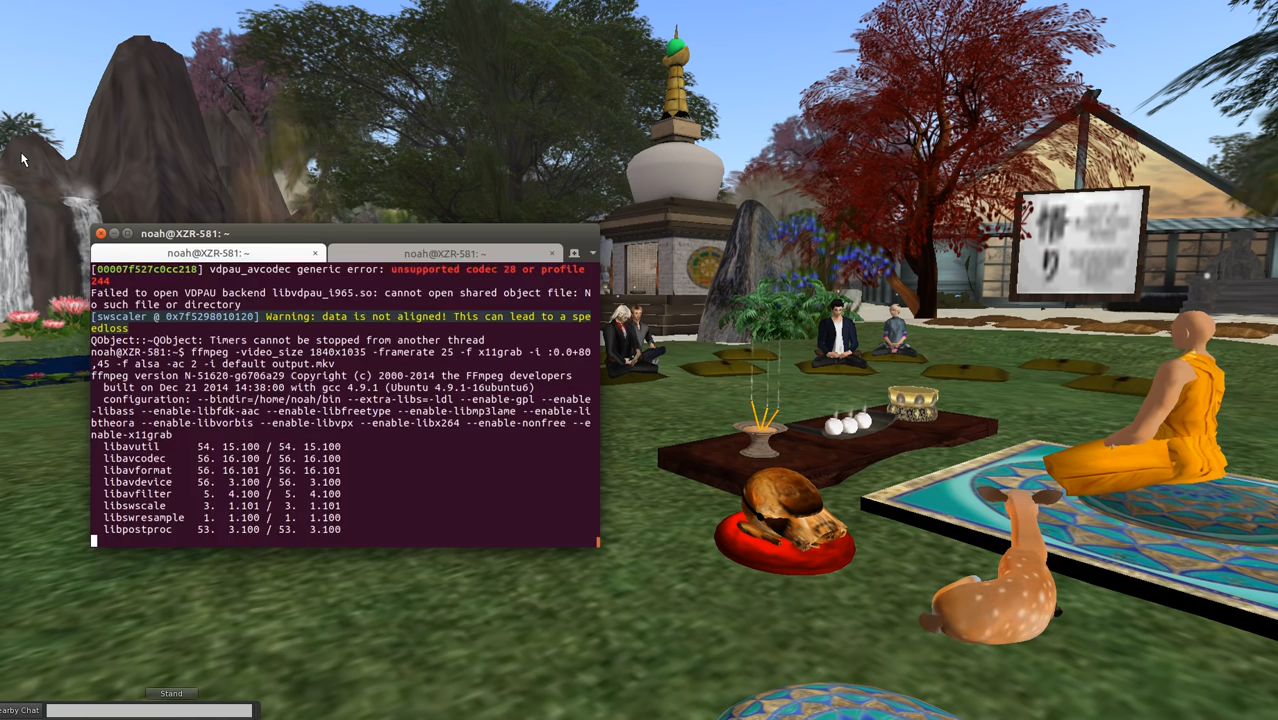 noah@XZR-581: ~
noah@XZR-581: ~
noah@XZR-581: ~
[00007f527c0cc218] vdpau_avcodec generic error: unsupported codec 28 or profile
244
Failed to open VDPAU backend libvdpau_i965.so: cannot open shared object file: N
o such file or directory
[swscaler @ 0x7f5298010120] Warning: data is not aligned! This can lead to a spe
edloss
QObject::~QObject: Timers cannot be stopped from another thread
noah@XZR-581:~$ ffmpeg -video_size 1840x1035 -framerate 25 -f x11grab -i :0.0+80
,45 -f alsa -ac 2 -i default output.mkv
ffmpeg version N-51620-g6706a29 Copyright (c) 2000-2014 the FFmpeg developers
  built on Dec 21 2014 14:38:00 with gcc 4.9.1 (Ubuntu 4.9.1-16ubuntu6)
  configuration: --bindir=/home/noah/bin --extra-libs=-ldl --enable-gpl --enable
-libass --enable-libfdk-aac --enable-libfreetype --enable-libmp3lame --enable-li
btheora --enable-libvorbis --enable-libvpx --enable-libx264 --enable-nonfree --e
nable-x11grab
  libavutil      54. 15.100 / 54. 15.100
  libavcodec     56. 16.100 / 56. 16.100
  libavformat    56. 16.101 / 56. 16.101
  libavdevice    56.  3.100 / 56.  3.100
  libavfilter     5.  4.100 /  5.  4.100
  libswscale      3.  1.101 /  3.  1.101
  libswresample   1.  1.100 /  1.  1.100
  libpostproc    53.  3.100 / 53.  3.100
Stand
earby Chat